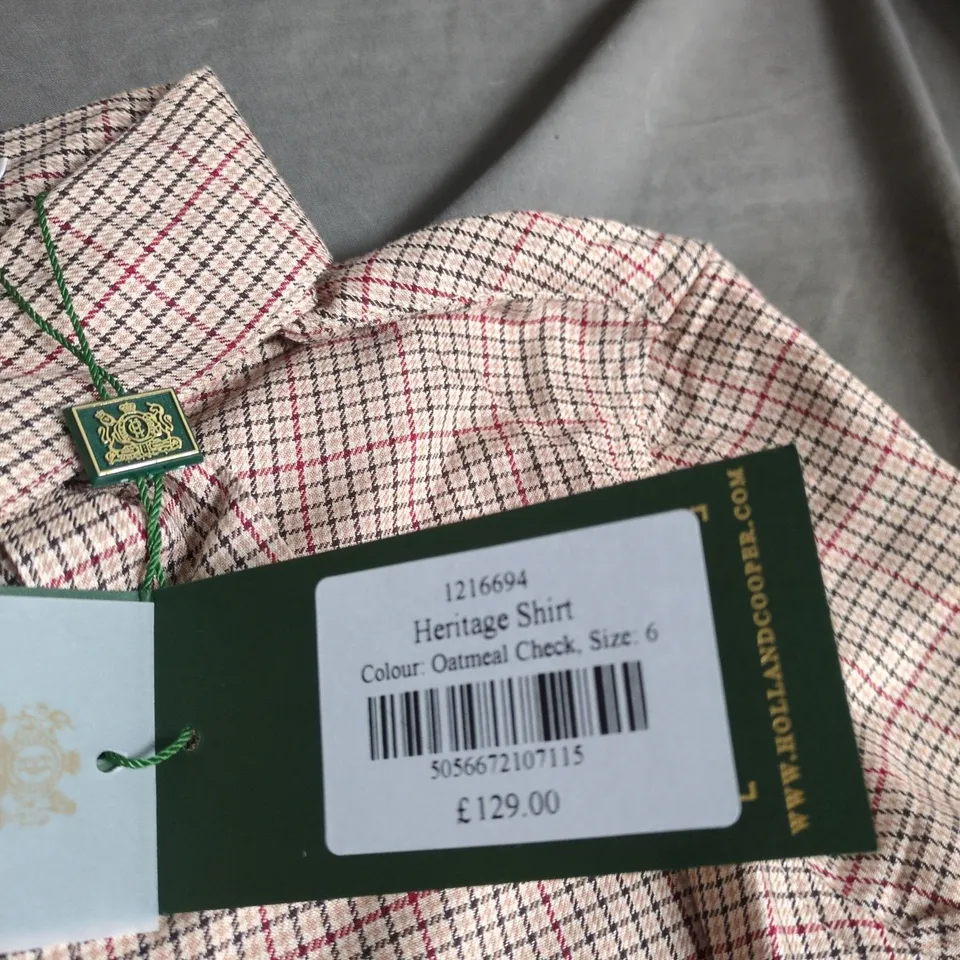 1216694
Heritage Shirt
Colour: Oatmeal Check, Size: 6
5056672107115
£129.00
WWW.HOLLANDCOOPER.COM